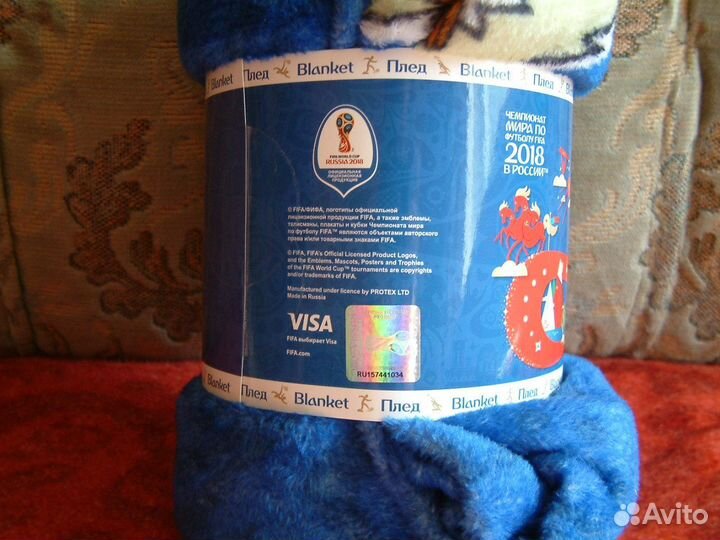 Blanket Плед Blanket Плед Blanket Плед
FIFA WORLD CUP
RUSSIA 2018
ОФИЦИАЛЬНАЯ
ЛИЦЕНЗИОННАЯ
ПРОДУКЦИЯ
ЧЕМПИОНАТ
МИРА ПО
ФУТБОЛУ FIFA
2018
В РОССИИ™
© FIFA/ФИФА, логотипы официальной
лицензионной продукции FIFA, а также эмблемы,
талисманы, плакаты и кубки Чемпионата мира
по футболу FIFA™ являются объектами авторского
права и/или товарными знаками FIFA.
© FIFA, FIFA's Official Licensed Product Logos,
and the Emblems, Mascots, Posters and Trophies
of the FIFA World Cup™ tournaments are copyrights
and/or trademarks of FIFA.
Manufactured under licence by PROTEX LTD
Made in Russia
VISA
FIFA выбирает Visa
FIFA.com
RU157441034
Blanket Плед Blanket Плед Blanket Плед
Avito